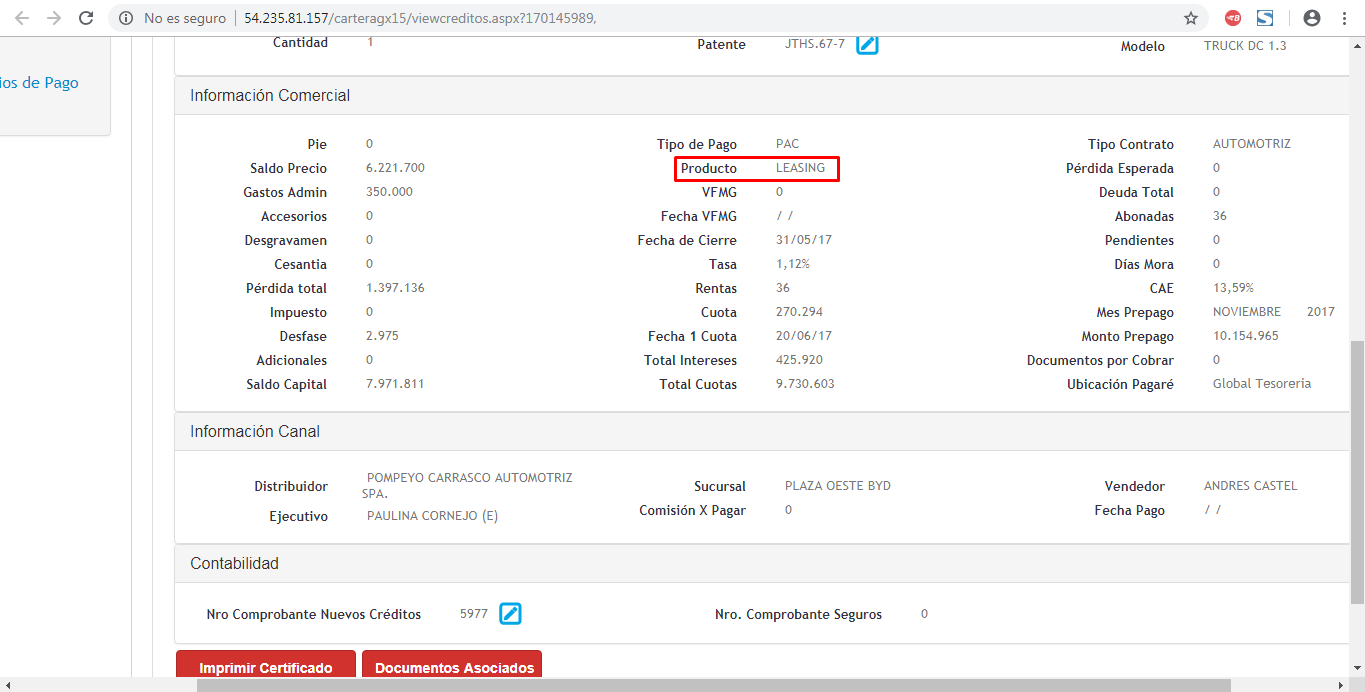 No es seguro | 54.235.81.157/carteragx15/viewcreditos.aspx?170145989,
Cantidad 1 Patente JTHS.67-7 Modelo TRUCK DC 1.3
ios de Pago
Información Comercial
Pie 0 Tipo de Pago PAC Tipo Contrato AUTOMOTRIZ
Saldo Precio 6.221.700 Producto LEASING Pérdida Esperada 0
Gastos Admin 350.000 VFMG 0 Deuda Total 0
Accesorios 0 Fecha VFMG / / Abonadas 36
Desgravamen 0 Fecha de Cierre 31/05/17 Pendientes 0
Cesantia 0 Tasa 1,12% Días Mora 0
Pérdida total 1.397.136 Rentas 36 CAE 13,59%
Impuesto 0 Cuota 270.294 Mes Prepago NOVIEMBRE 2017
Desfase 2.975 Fecha 1 Cuota 20/06/17 Monto Prepago 10.154.965
Adicionales 0 Total Intereses 425.920 Documentos por Cobrar 0
Saldo Capital 7.971.811 Total Cuotas 9.730.603 Ubicación Pagaré Global Tesoreria
Información Canal
Distribuidor POMPEYO CARRASCO AUTOMOTRIZ SPA. Sucursal PLAZA OESTE BYD Vendedor ANDRES CASTEL
Ejecutivo PAULINA CORNEJO (E) Comisión X Pagar 0 Fecha Pago / /
Contabilidad
Nro Comprobante Nuevos Créditos 5977 Nro. Comprobante Seguros 0
Imprimir Certificado Documentos Asociados